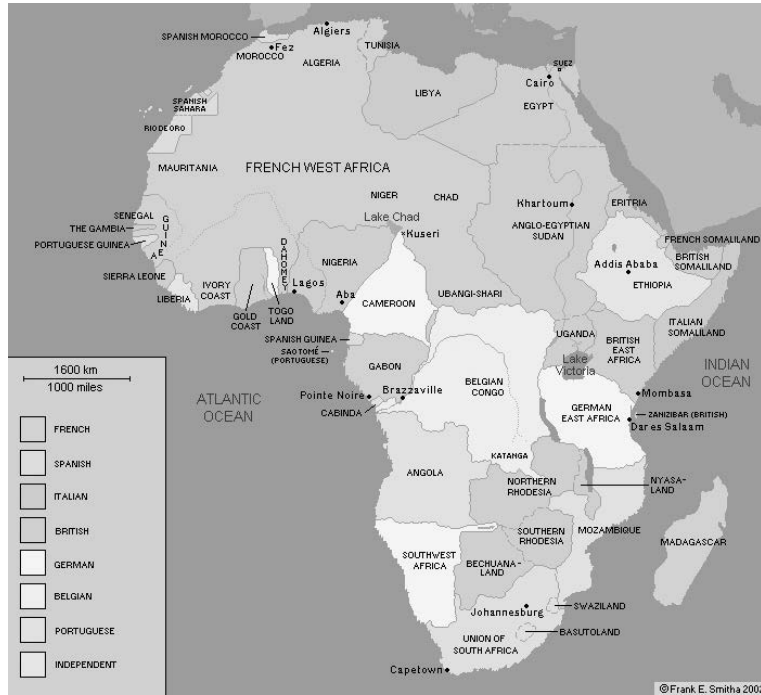 SPANISH MOROCCO
Algiers
Fez
MOROCCO
TUNISIA
ALGERIA
SUEZ
Cairo
LIBYA
EGYPT
SPANISH
SAHARA
RIO DE ORO
MAURITANIA
FRENCH WEST AFRICA
NIGER
CHAD
Khartoum
ERITRIA
SENEGAL
THE GAMBIA
PORTUGUESE GUINEA
GUINEA
Lake Chad
Kuseri
ANGLO-EGYPTIAN
SUDAN
FRENCH SOMALILAND
BRITISH
SOMALILAND
DAHOMEY
NIGERIA
Addis Ababa
ETHIOPIA
SIERRA LEONE
LIBERIA
IVORY
COAST
GOLD
COAST
TOGO
LAND
Lagos
Aba
CAMEROON
UBANGI-SHARI
ITALIAN
SOMALILAND
SPANISH GUINEA
SAO TOMÉ
(PORTUGUESE)
GABON
UGANDA
BRITISH
EAST
AFRICA
Lake
Victoria
INDIAN
OCEAN
ATLANTIC
OCEAN
Pointe Noire
Brazzaville
CABINDA
BELGIAN
CONGO
Mombasa
GERMAN
EAST AFRICA
ZANIZIBAR (BRITISH)
Dar es Salaam
KATANGA
ANGOLA
NORTHERN
RHODESIA
NYASA-
LAND
SOUTHERN
RHODESIA
MOZAMBIQUE
MADAGASCAR
SOUTHWEST
AFRICA
BECHUANA-
LAND
Johannesburg
SWAZILAND
BASUTOLAND
UNION OF
SOUTH AFRICA
Capetown
1600 km
1000 miles
FRENCH
SPANISH
ITALIAN
BRITISH
GERMAN
BELGIAN
PORTUGUESE
INDEPENDENT
©Frank E. Smitha 2002